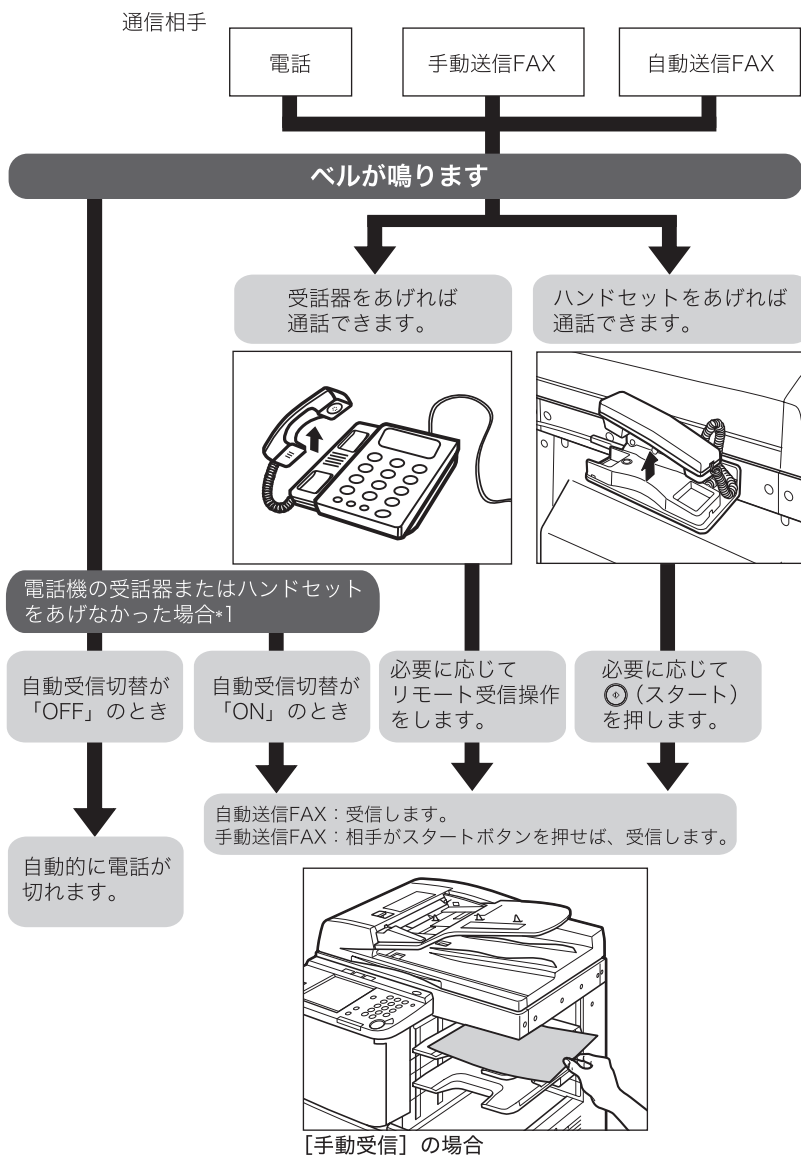 通信相手
電話
手動送信FAX
自動送信FAX
ベルが鳴ります
受話器をあげれば
通話できます。
ハンドセットをあげれば
通話できます。
電話機の受話器またはハンドセット
をあげなかった場合*1
自動受信切替が
「OFF」のとき
自動受信切替が
「ON」のとき
必要に応じて
リモート受信操作
をします。
必要に応じて
(スタート)
を押します。
自動送信FAX：受信します。
手動送信FAX：相手がスタートボタンを押せば、受信します。
自動的に電話が
切れます。
［手動受信］の場合